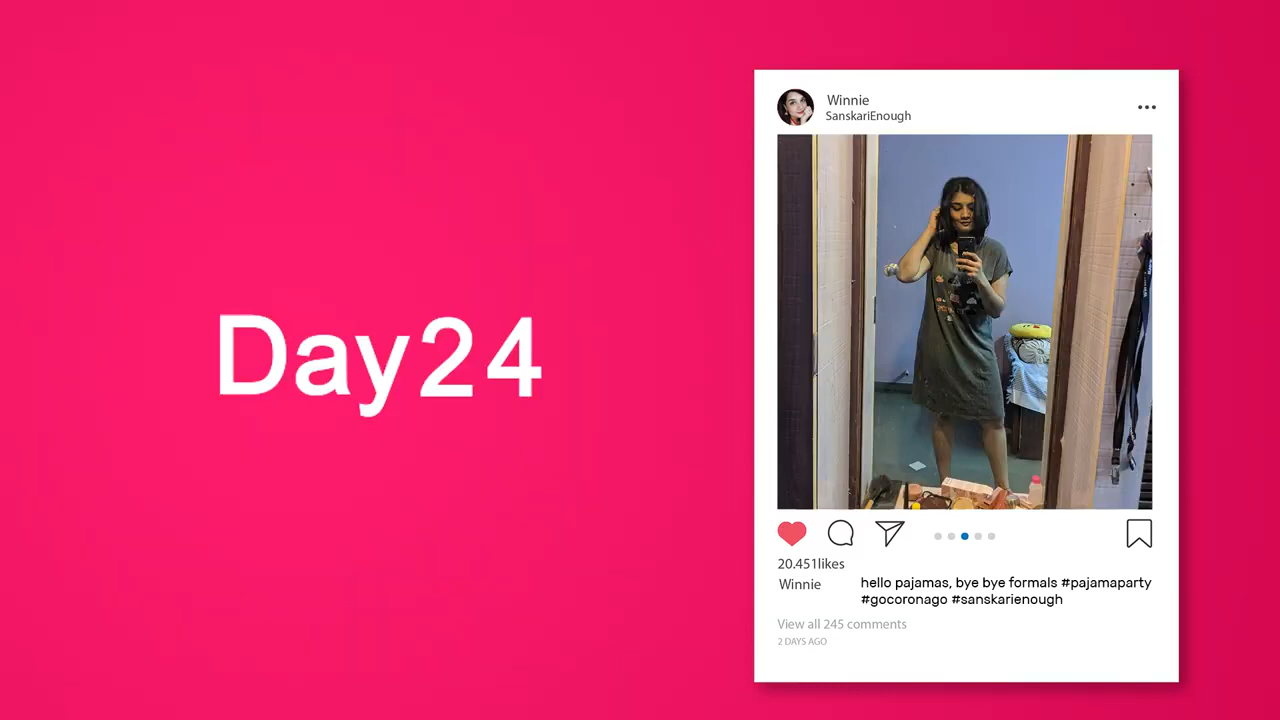 Day24
Winnie
SanskariEnough
20.451likes
Winnie
hello pajamas, bye bye formals #pajamaparty
#gocoronago #sanskarienough
View all 245 comments
2 DAYS AGO